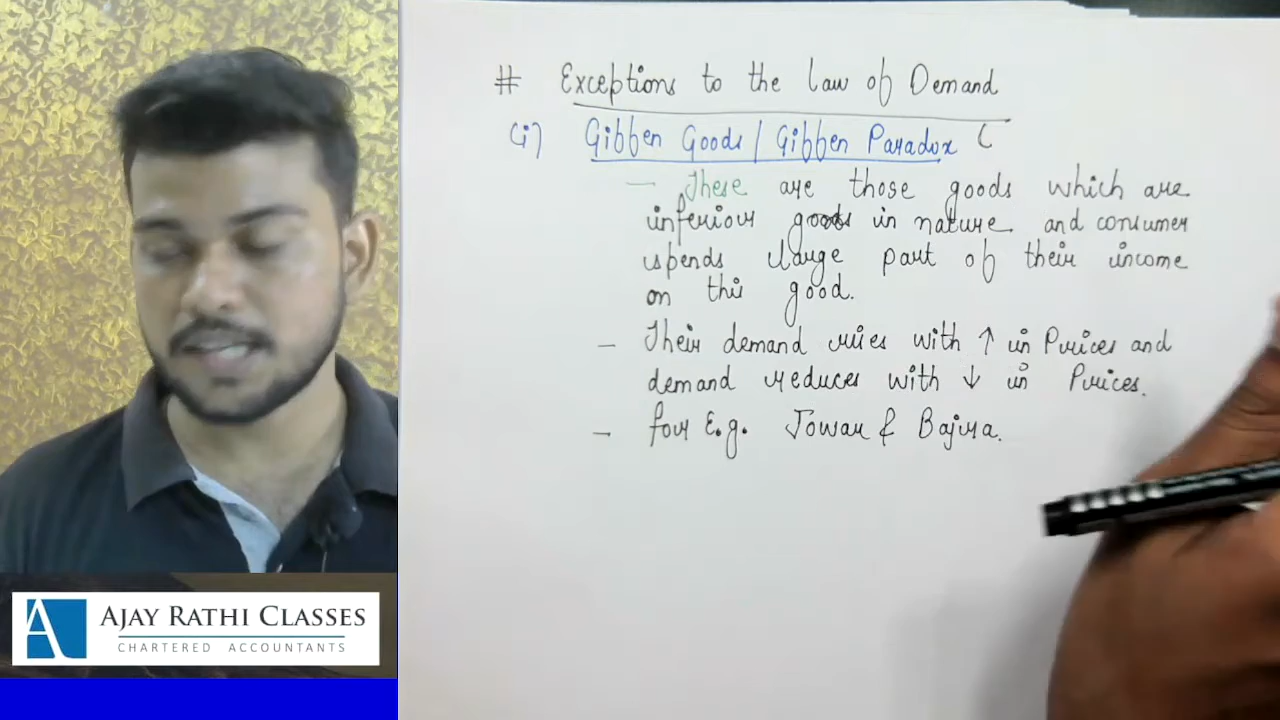 # Exceptions to the Law of Demand
(i) Gibben Goods / Gibben Paradox (
— These are those goods which are
inferious goods in nature and consumer
spends large part of their income
on this good.
— Their demand rises with ↑ in Prices and
demand reduces with ↓ in Prices.
— for E.g. Jowar & Bajra.
AJAY RATHI CLASSES
CHARTERED ACCOUNTANTS